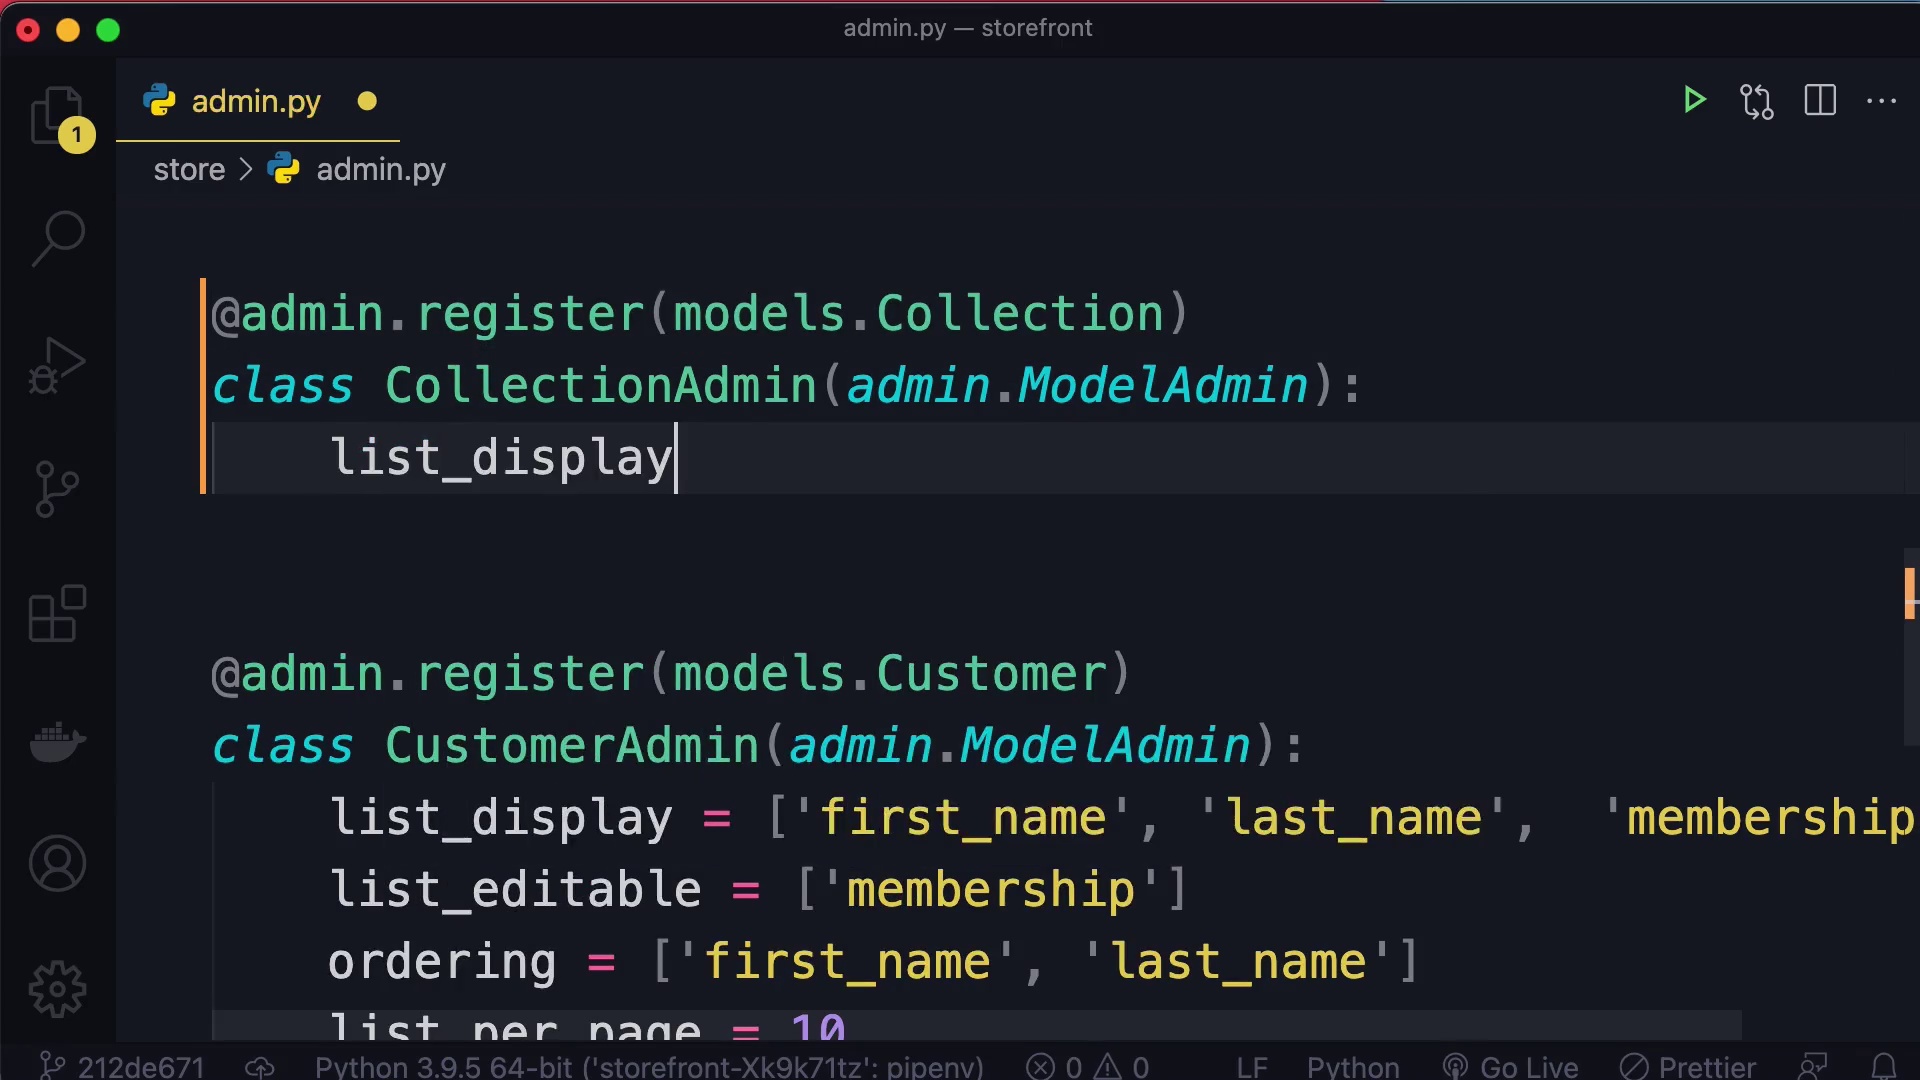 admin.py — storefront
admin.py
1
store > admin.py
@admin.register(models.Collection)
class CollectionAdmin(admin.ModelAdmin):
    list_display
@admin.register(models.Customer)
class CustomerAdmin(admin.ModelAdmin):
    list_display = ['first_name', 'last_name',  'membership
    list_editable = ['membership']
    ordering = ['first_name', 'last_name']
    list_per_page = 10
212de671 Python 3.9.5 64-bit ('storefront-Xk9k71tz': pipenv) 0 0 LF Python Go Live Prettier